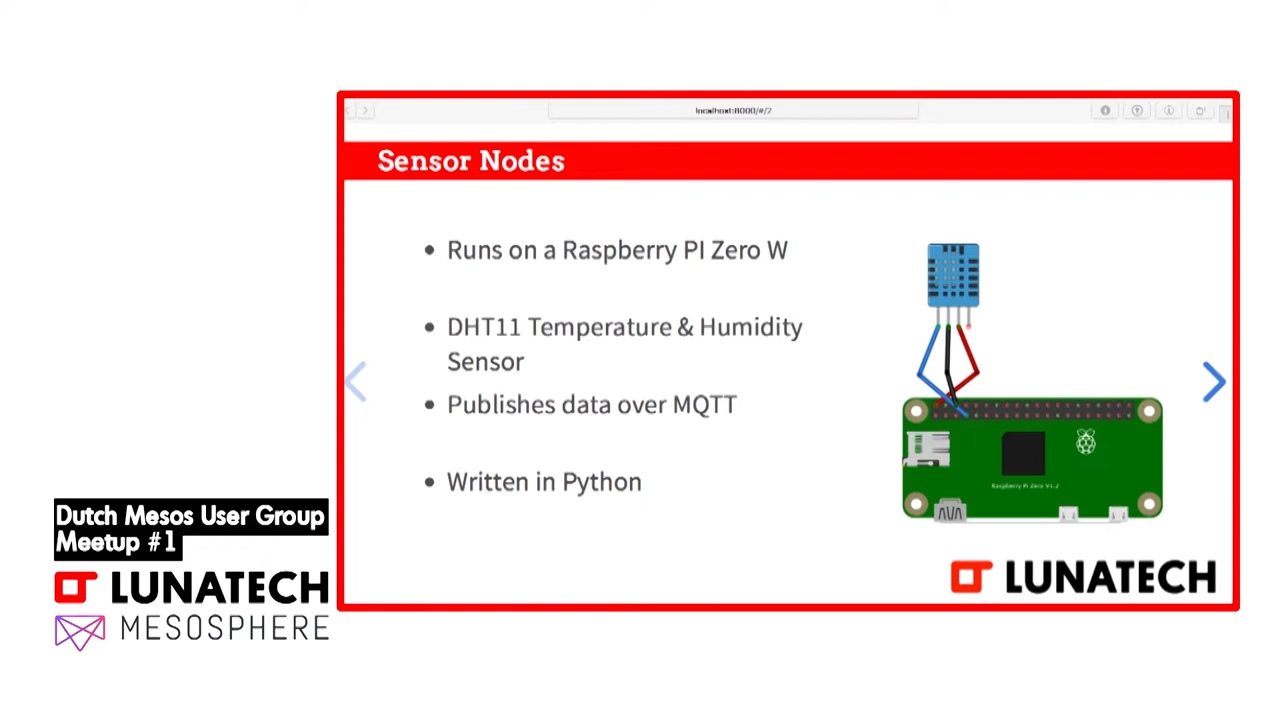 localhost:8000/#/2
Sensor Nodes
Runs on a Raspberry PI Zero W
DHT11 Temperature & Humidity
Sensor
Publishes data over MQTT
Written in Python
Raspberry Pi Zero V1.2
LUNATECH
Dutch Mesos User Group
Meetup #1
LUNATECH
MESOSPHERE